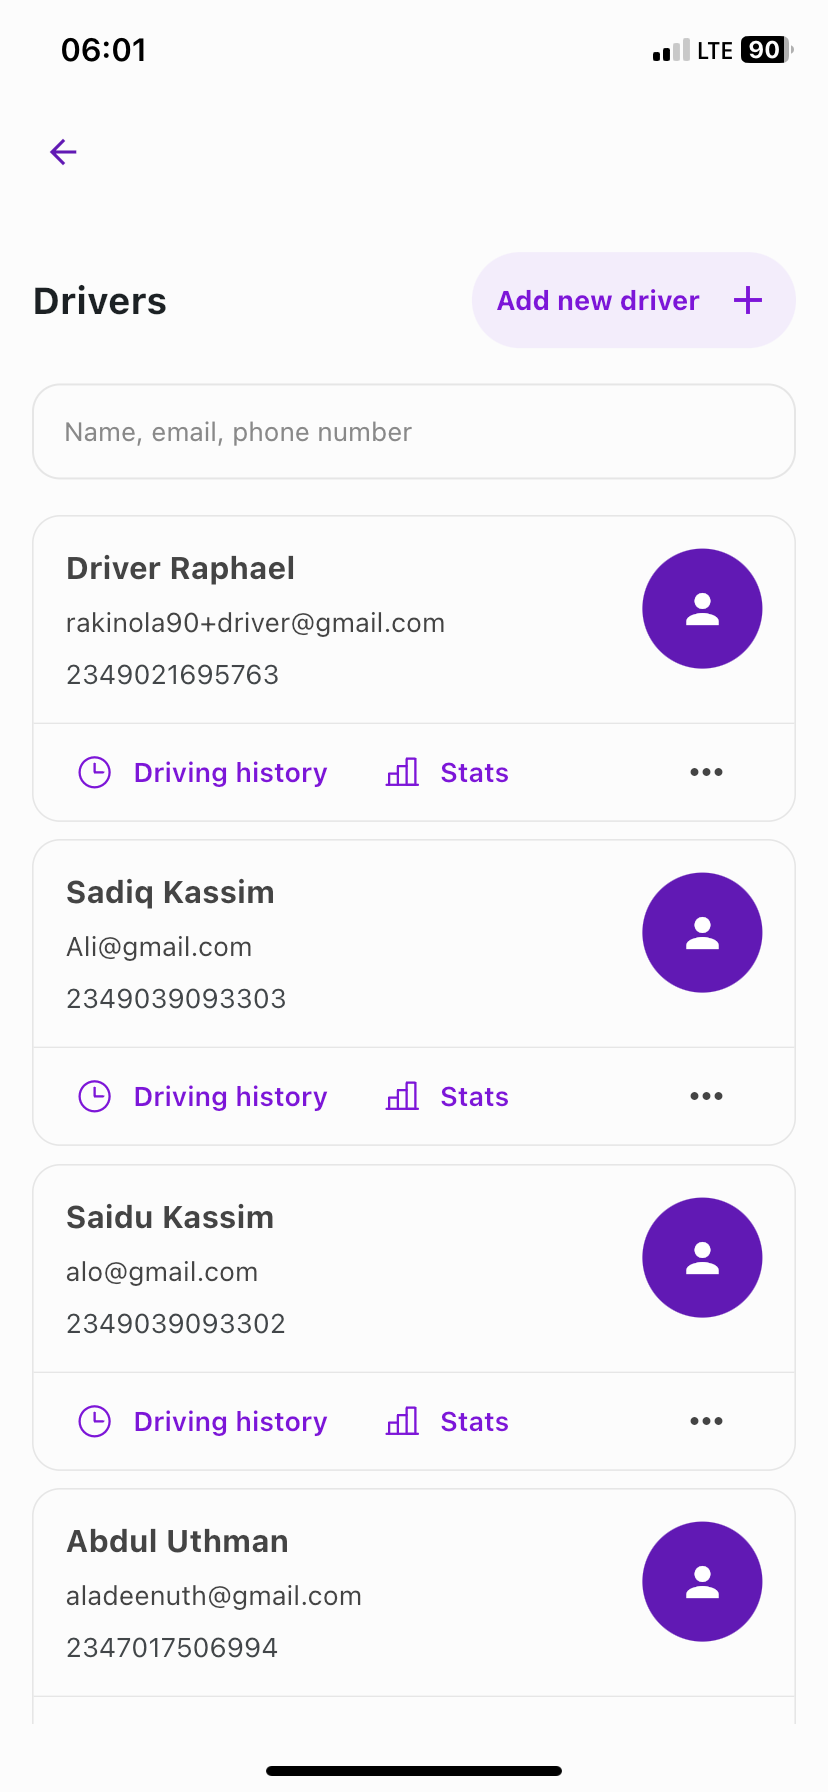 06:01 LTE 90
Drivers
Add new driver
Name, email, phone number
Driver Raphael
rakinola90+driver@gmail.com
2349021695763
Driving history Stats
Sadiq Kassim
Ali@gmail.com
2349039093303
Driving history Stats
Saidu Kassim
alo@gmail.com
2349039093302
Driving history Stats
Abdul Uthman
aladeenuth@gmail.com
2347017506994